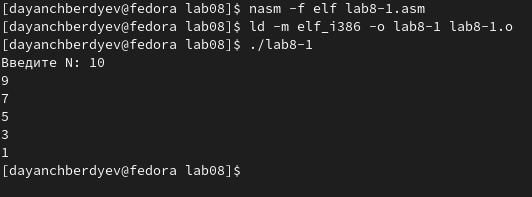 [dayanchberdyev@fedora lab08]$ nasm -f elf lab8-1.asm
[dayanchberdyev@fedora lab08]$ ld -m elf_i386 -o lab8-1 lab8-1.o
[dayanchberdyev@fedora lab08]$ ./lab8-1
Введите N: 10
9
7
5
3
1
[dayanchberdyev@fedora lab08]$